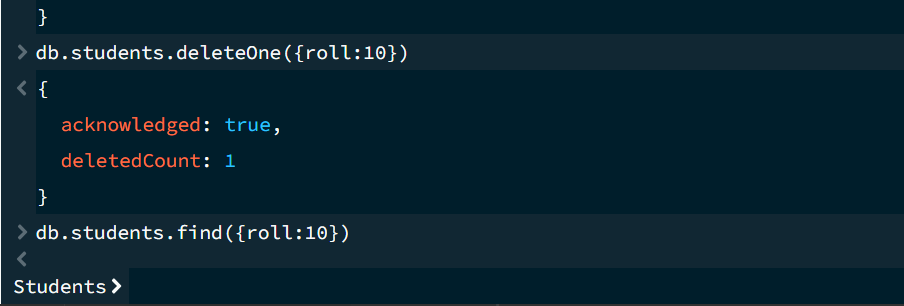 }
> db.students.deleteOne({roll:10})
< {
  acknowledged: true,
  deletedCount: 1
}
> db.students.find({roll:10})
<
Students>